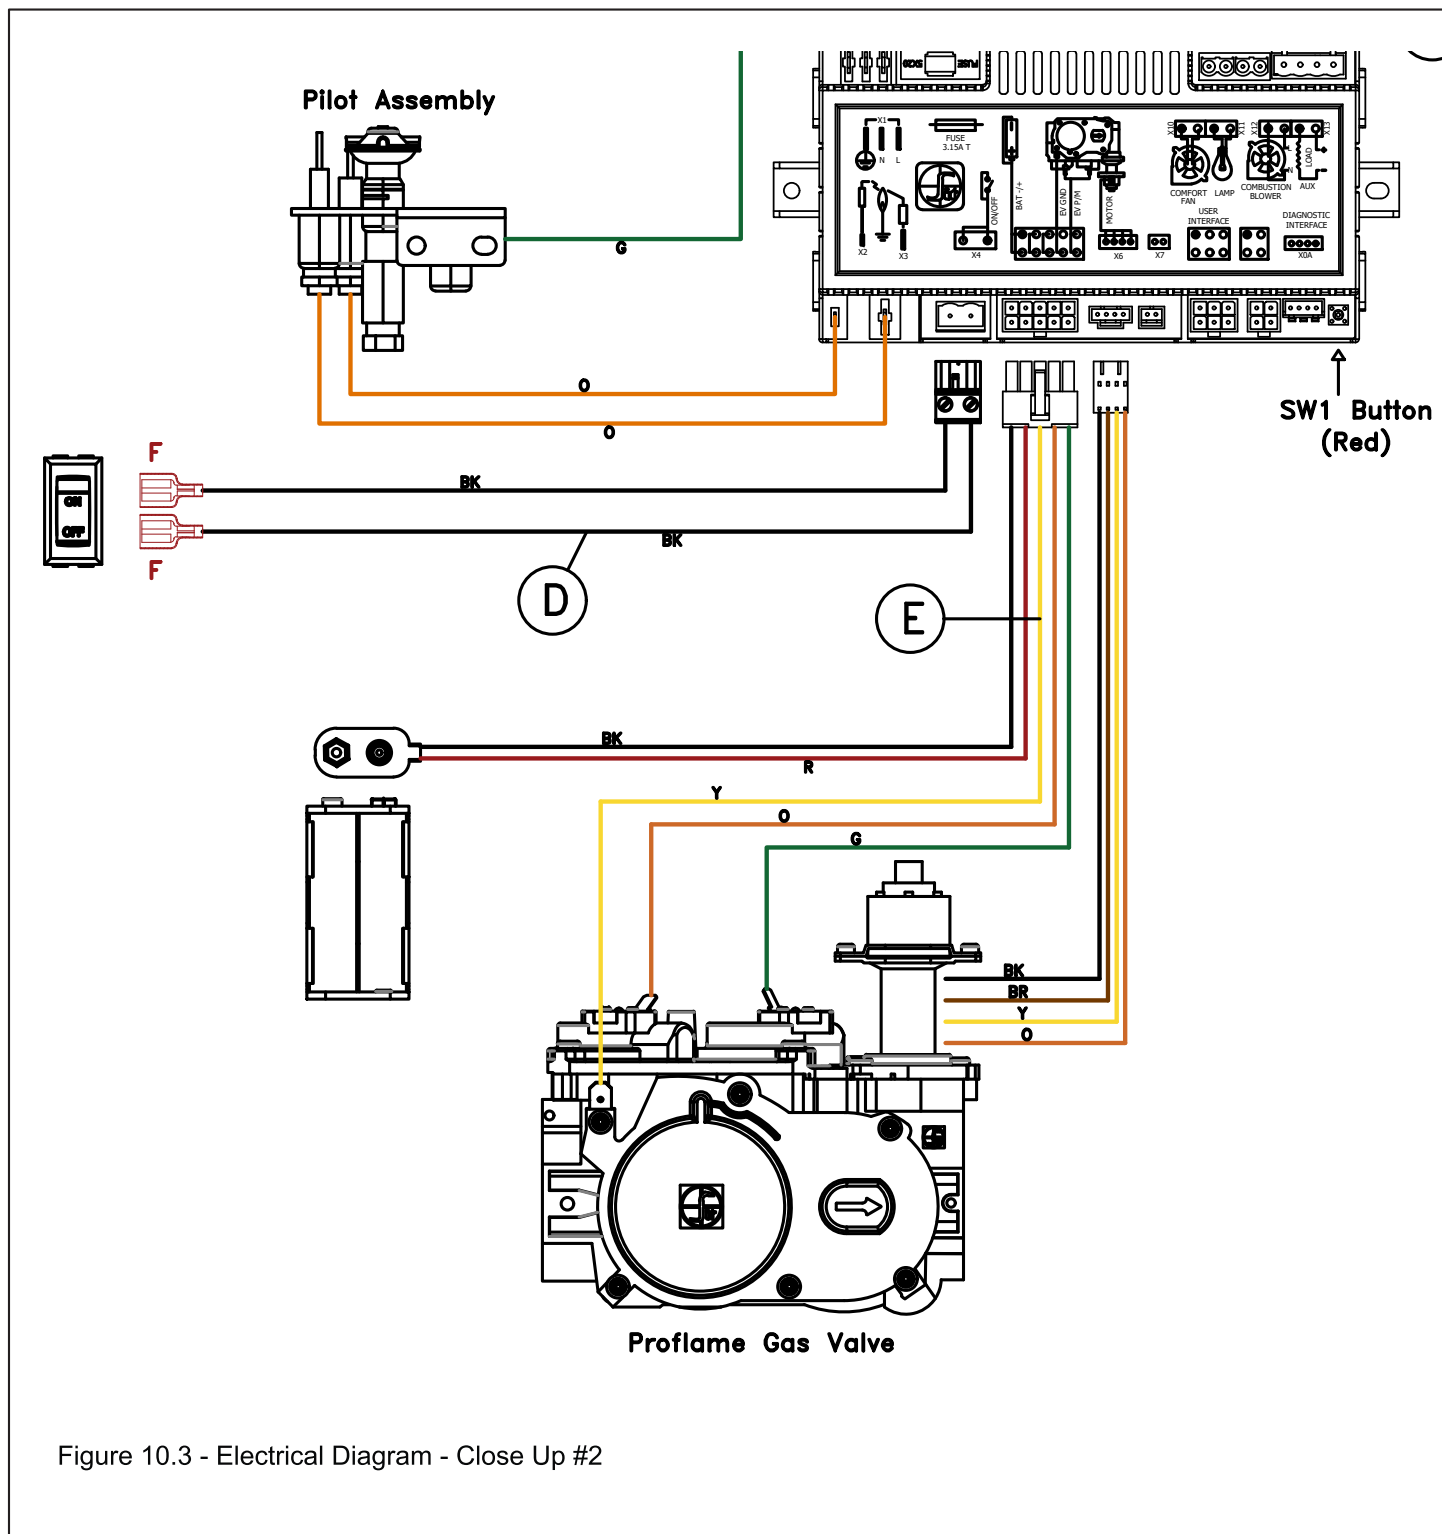 Pilot Assembly
5X20 FUSE
X1
N L
FUSE
3.15A T
BAT -/+
EV GND
EV P/M
MOTOR
ON/OFF
X10
X11
X12
X13
L
N
LOAD
COMFORT
FAN
LAMP
COMBUSTION
BLOWER
AUX
USER
INTERFACE
DIAGNOSTIC
INTERFACE
X2
X3
X4
X6
X7
X0A
G
O
O
SW1 Button
(Red)
F
ON
OFF
BK
BK
F
D
E
BK
R
Y
O
G
BK
BR
Y
O
Proflame Gas Valve
Figure 10.3 - Electrical Diagram - Close Up #2